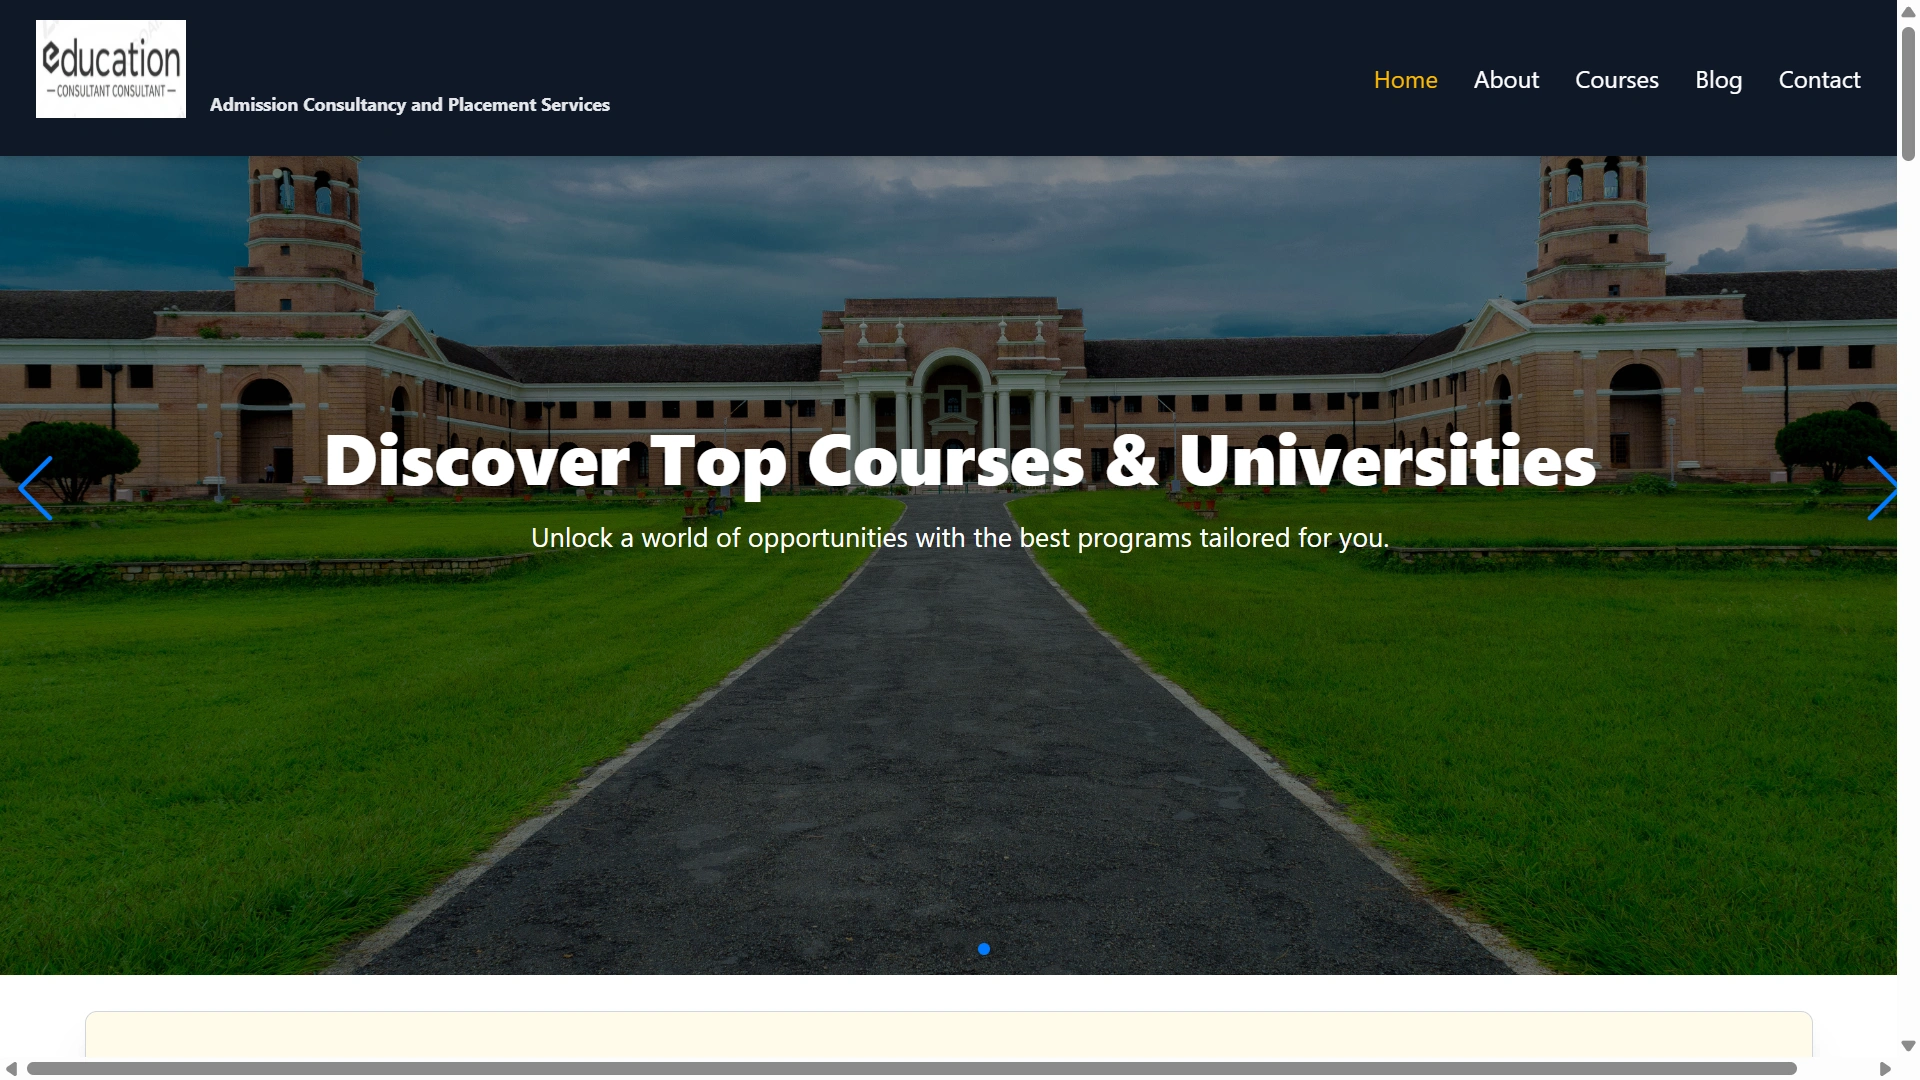 education
CONSULTANT CONSULTANT
Admission Consultancy and Placement Services
Home
About
Courses
Blog
Contact
Discover Top Courses & Universities
Unlock a world of opportunities with the best programs tailored for you.